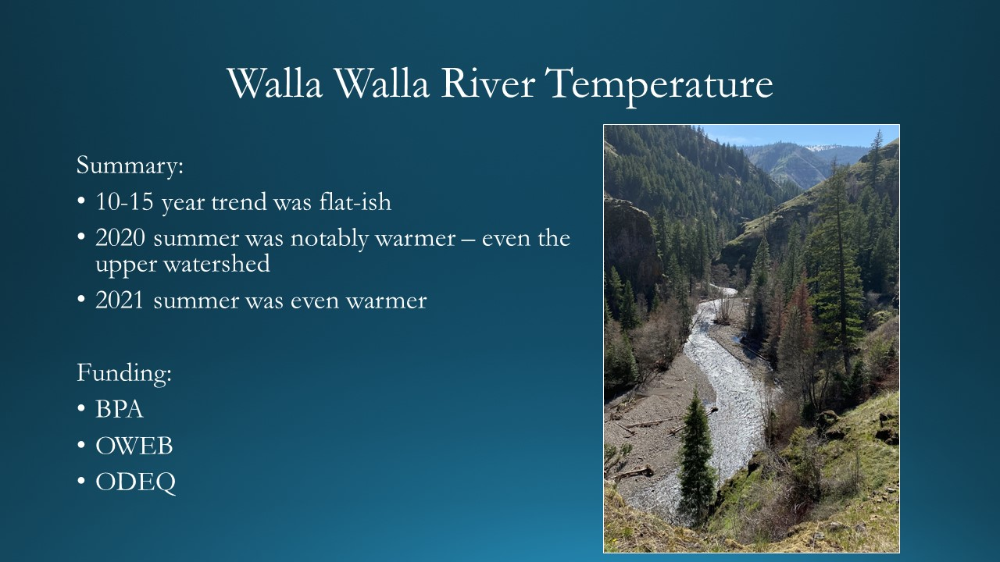 Walla Walla River Temperature
Summary:
• 10-15 year trend was flat-ish
• 2020 summer was notably warmer – even the
upper watershed
• 2021 summer was even warmer
Funding:
• BPA
• OWEB
• ODEQ